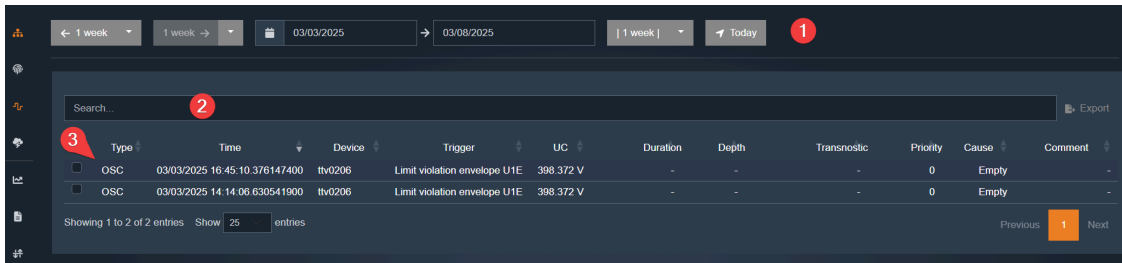 ← 1 week 1 week → 03/03/2025 → 03/08/2025 | 1 week | Today 1
Search... 2 Export
3 Type Time Device Trigger UC Duration Depth Transnostic Priority Cause Comment
OSC 03/03/2025 16:45:10.376147400 ttv0206 Limit violation envelope U1E 398.372 V - - - 0 Empty -
OSC 03/03/2025 14:14:06.630541900 ttv0206 Limit violation envelope U1E 398.372 V - - - 0 Empty -
Showing 1 to 2 of 2 entries Show 25 entries Previous 1 Next